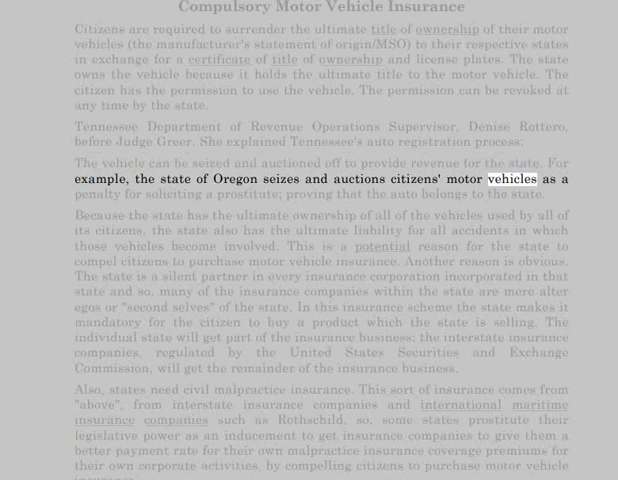 Compulsory Motor Vehicle Insurance
Citizens are required to surrender the ultimate title of ownership of their motor
vehicles (the manufacturer's statement of origin/MSO) to their respective states
in exchange for a certificate of title of ownership and license plates. The state
owns the vehicle because it holds the ultimate title to the motor vehicle. The
citizen has the permission to use the vehicle. The permission can be revoked at
any time by the state.
Tennessee Department of Revenue Operations Supervisor, Denise Rottero,
before Judge Greer. She explained Tennessee's auto registration process:
The vehicle can be seized and auctioned off to provide revenue for the state. For
example, the state of Oregon seizes and auctions citizens' motor vehicles as a
penalty for soliciting a prostitute; proving that the auto belongs to the state.
Because the state has the ultimate ownership of all of the vehicles used by all of
its citizens, the state also has the ultimate liability for all accidents in which
those vehicles become involved. This is a potential reason for the state to
compel citizens to purchase motor vehicle insurance. Another reason is obvious.
The state is a silent partner in every insurance corporation incorporated in that
state and so, many of the insurance companies within the state are mere alter
egos or "second selves" of the state. In this insurance scheme the state makes it
mandatory for the citizen to buy a product which the state is selling. The
individual state will get part of the insurance business; the interstate insurance
companies, regulated by the United States Securities and Exchange
Commission, will get the remainder of the insurance business.
Also, states need civil malpractice insurance. This sort of insurance comes from
"above", from interstate insurance companies and international maritime
insurance companies such as Rothschild, so, some states prostitute their
legislative power as an inducement to get insurance companies to give them a
better payment rate for their own malpractice insurance coverage premiums for
their own corporate activities, by compelling citizens to purchase motor vehicle